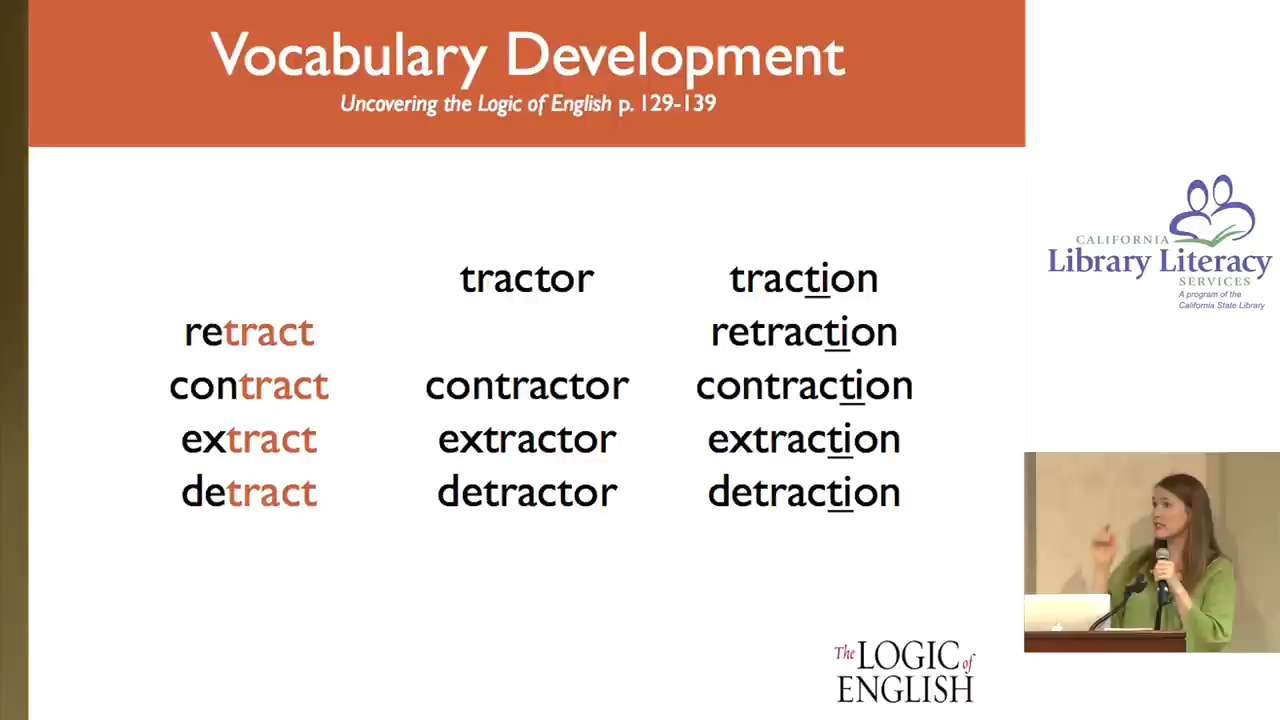 Vocabulary Development
Uncovering the Logic of English p. 129-139
tractor traction
retract retraction
contract contractor contraction
extract extractor extraction
detract detractor detraction
The LOGIC of
ENGLISH
CALIFORNIA
Library Literacy
SERVICES
A program of the
California State Library